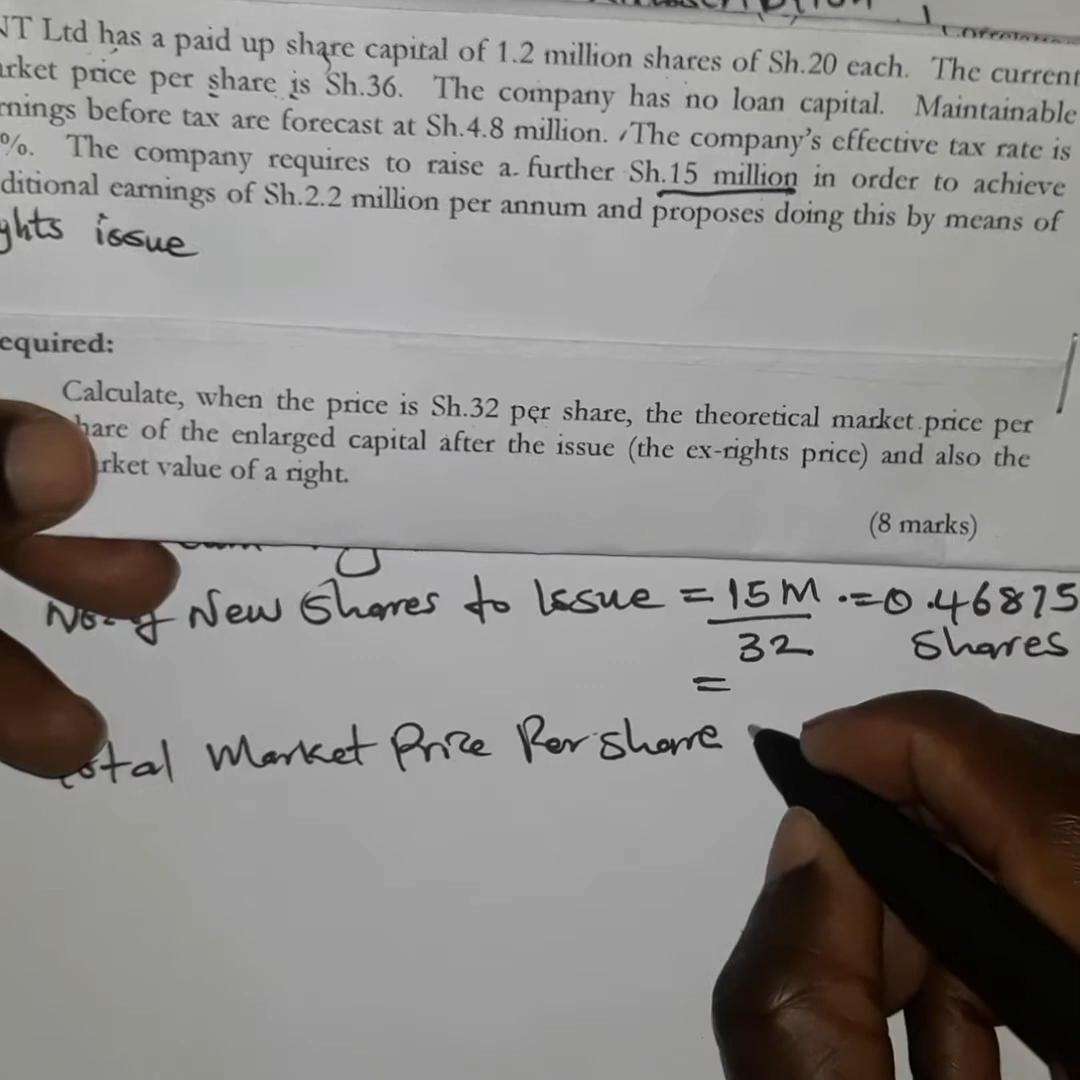 NT Ltd has a paid up share capital of 1.2 million shares of Sh.20 each. The current
arket price per share is Sh.36. The company has no loan capital. Maintainable
rnings before tax are forecast at Sh.4.8 million. The company's effective tax rate is
%. The company requires to raise a further Sh.15 million in order to achieve
ditional earnings of Sh.2.2 million per annum and proposes doing this by means of
ghts issue
equired:
Calculate, when the price is Sh.32 per share, the theoretical market price per
hare of the enlarged capital after the issue (the ex-rights price) and also the
rket value of a right.
(8 marks)
No of New Shares to Issue = 15M = 0.46875
32 Shares
=
otal Market Price Per share